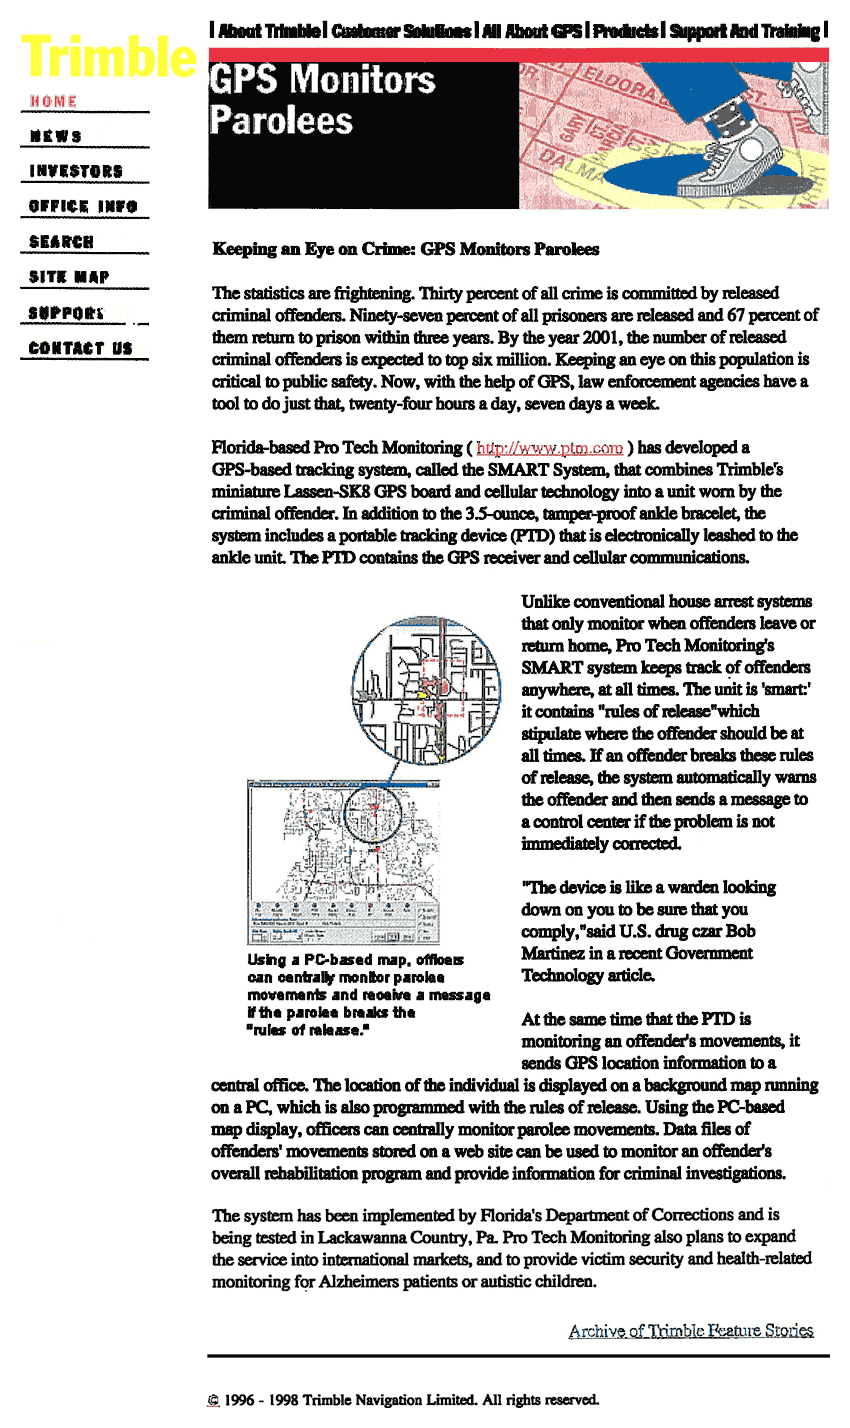 | About Trimble | Customer Solutions | All About GPS | Products | Support And Training |
Trimble
HOME
NEWS
INVESTORS
OFFICE INFO
SEARCH
SITE MAP
SUPPORT
CONTACT US
GPS Monitors
Parolees
ELDORA
ST.
GARY
DALMA
Keeping an Eye on Crime: GPS Monitors Parolees
The statistics are frightening. Thirty percent of all crime is committed by released
criminal offenders. Ninety-seven percent of all prisoners are released and 67 percent of
them return to prison within three years. By the year 2001, the number of released
criminal offenders is expected to top six million. Keeping an eye on this population is
critical to public safety. Now, with the help of GPS, law enforcement agencies have a
tool to do just that, twenty-four hours a day, seven days a week.
Florida-based Pro Tech Monitoring ( http://www.ptm.com ) has developed a
GPS-based tracking system, called the SMART System, that combines Trimble's
miniature Lassen-SK8 GPS board and cellular technology into a unit worn by the
criminal offender. In addition to the 3.5-ounce, tamper-proof ankle bracelet, the
system includes a portable tracking device (PTD) that is electronically leashed to the
ankle unit. The PTD contains the GPS receiver and cellular communications.
Unlike conventional house arrest systems
that only monitor when offenders leave or
return home, Pro Tech Monitoring's
SMART system keeps track of offenders
anywhere, at all times. The unit is 'smart:'
it contains "rules of release"which
stipulate where the offender should be at
all times. If an offender breaks these rules
of release, the system automatically warns
the offender and then sends a message to
a control center if the problem is not
immediately corrected.
"The device is like a warden looking
down on you to be sure that you
comply,"said U.S. drug czar Bob
Martinez in a recent Government
Technology article.
Using a PC-based map, officers
can centrally monitor parolee
movements and receive a message
if the parolee breaks the
"rules of release."
At the same time that the PTD is
monitoring an offender's movements, it
sends GPS location information to a
central office. The location of the individual is displayed on a background map running
on a PC, which is also programmed with the rules of release. Using the PC-based
map display, officers can centrally monitor parolee movements. Data files of
offenders' movements stored on a web site can be used to monitor an offender's
overall rehabilitation program and provide information for criminal investigations.
The system has been implemented by Florida's Department of Corrections and is
being tested in Lackawanna Country, Pa. Pro Tech Monitoring also plans to expand
the service into international markets, and to provide victim security and health-related
monitoring for Alzheimers patients or autistic children.
Archive of Trimble Feature Stories
© 1996 - 1998 Trimble Navigation Limited. All rights reserved.